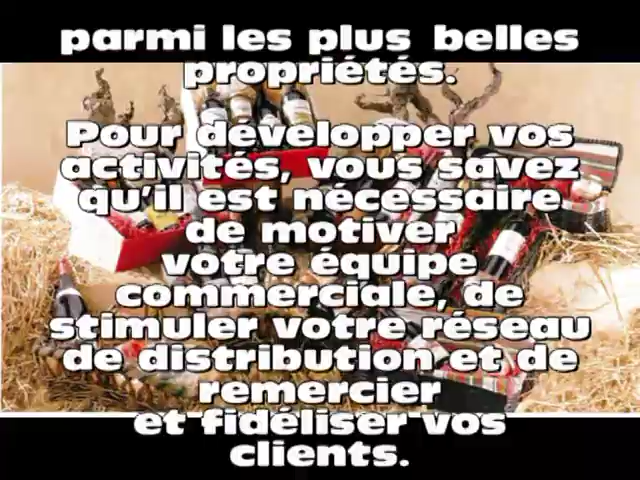 parmi les plus belles
propriétés.
Pour développer vos
activités, vous savez
qu'il est nécessaire
de motiver
votre équipe
commerciale, de
stimuler votre réseau
de distribution et de
remercier
et fidéliser vos
clients.